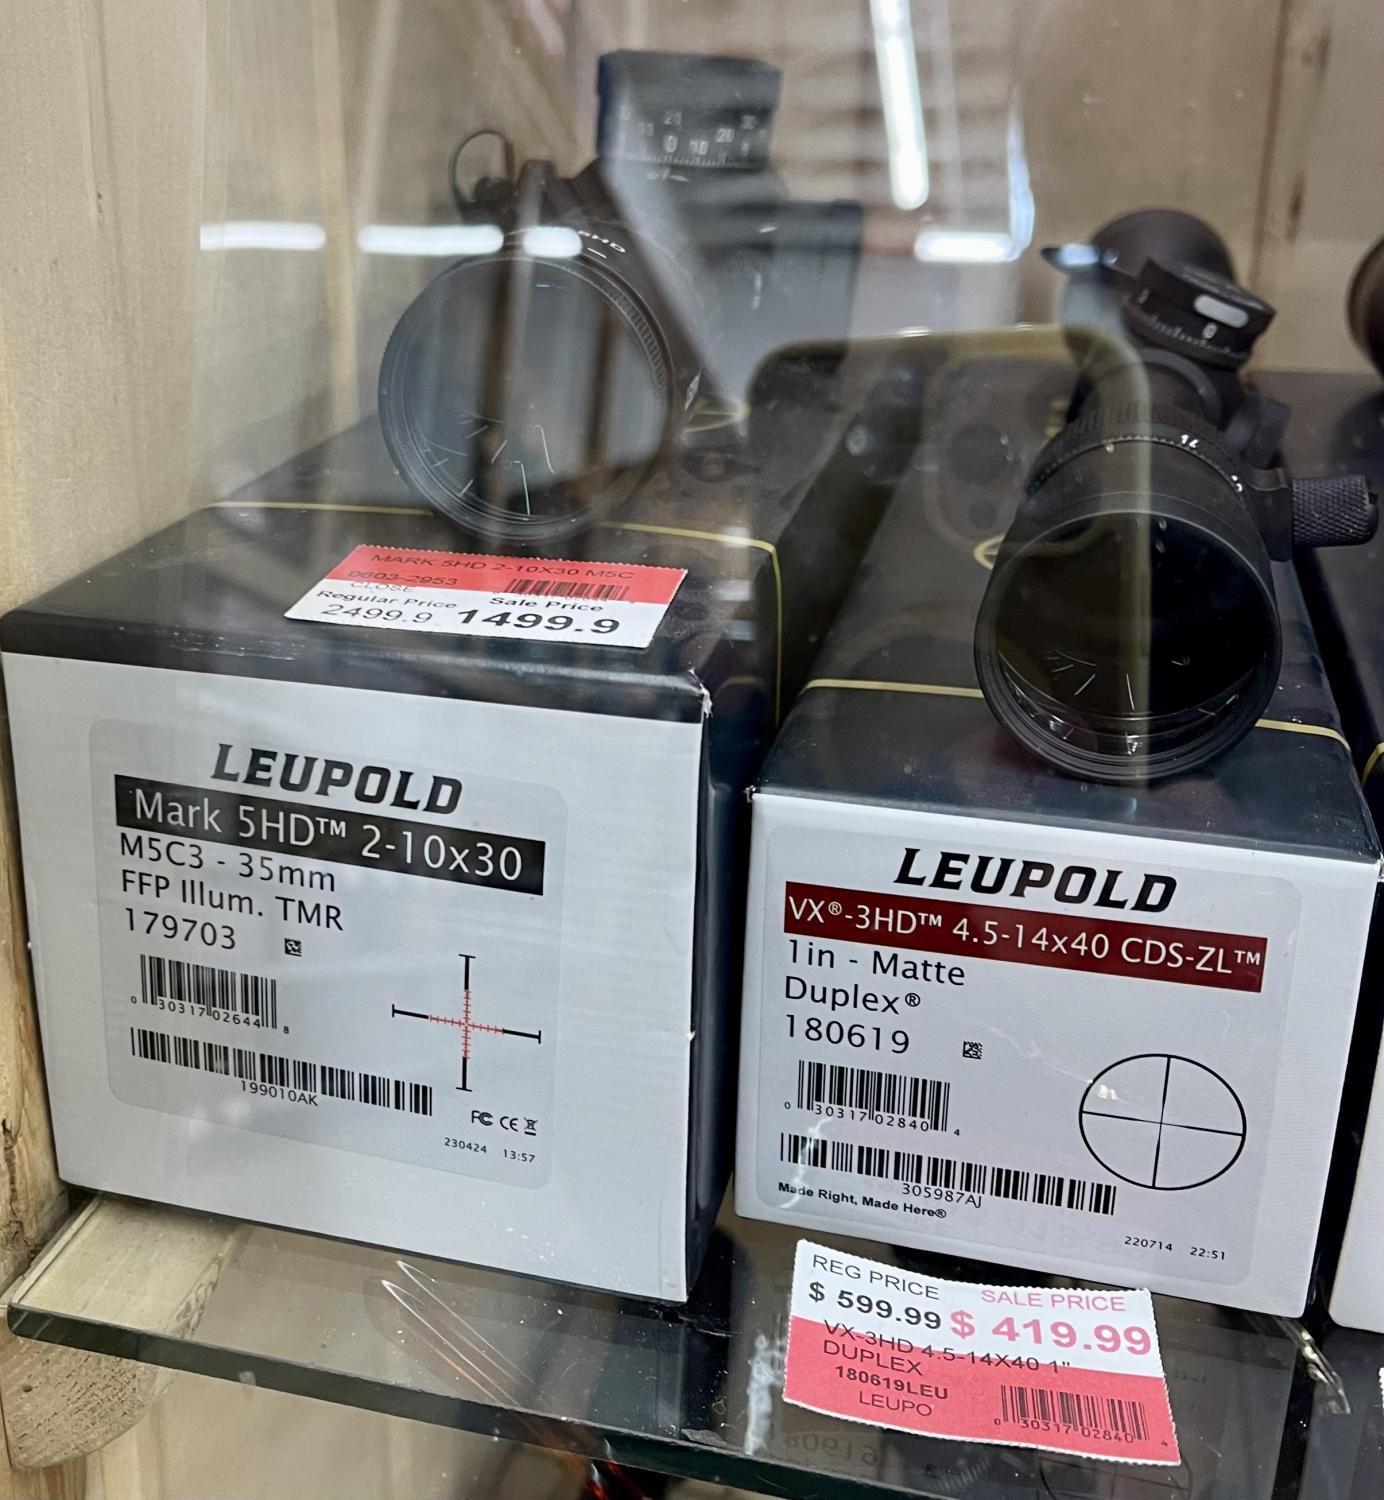 MARK 5HD 2-10X30 M5C
0603-2953
CLOSE
Regular Price Sale Price
2499.9 1499.9
LEUPOLD
Mark 5HD™ 2-10x30
M5C3 - 35mm
FFP Illum. TMR
179703
0 30317 02644 8
199010AK
FC CE
230424 13:57
LEUPOLD
VX®-3HD™ 4.5-14x40 CDS-ZL™
1in - Matte
Duplex®
180619
0 30317 02840 4
305987AJ
Made Right, Made Here®
220714 22:51
REG PRICE SALE PRICE
$ 599.99 $ 419.99
VX-3HD 4.5-14X40 1"
DUPLEX
180619LEU
LEUPO
0 30317 02840 4